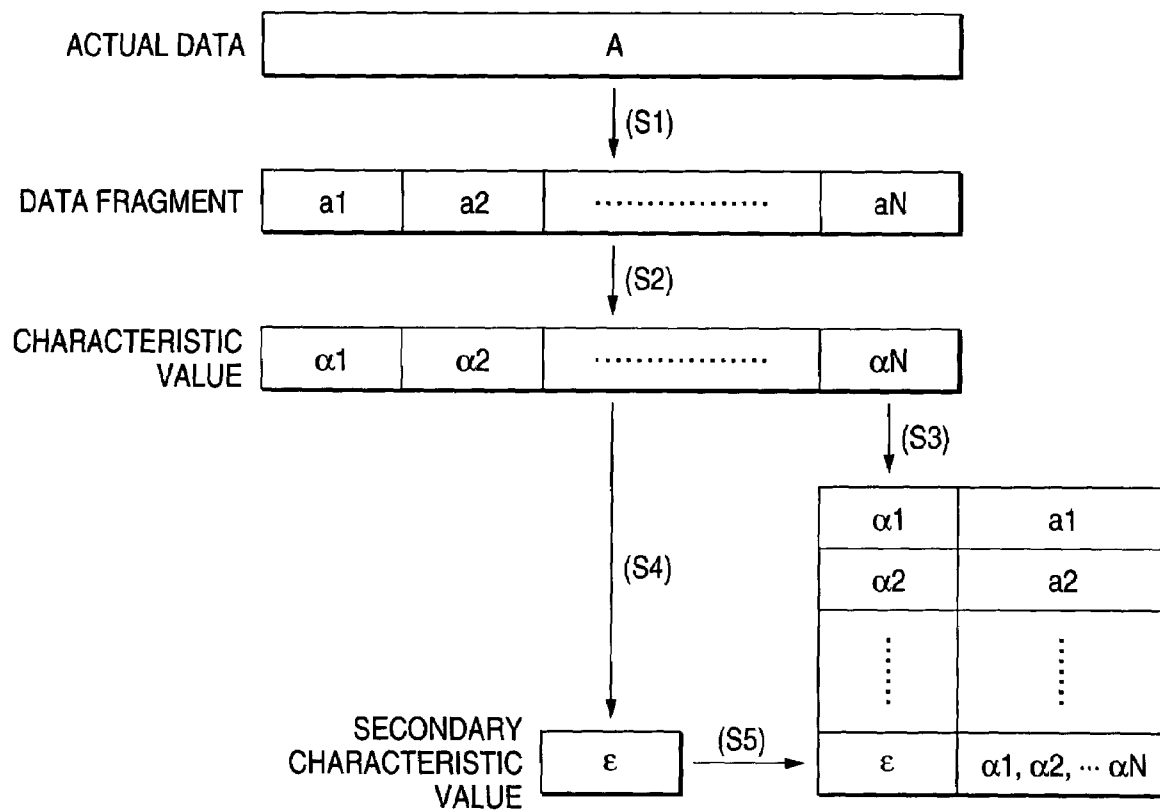 ACTUAL DATA A
(S1)
DATA FRAGMENT a1 a2 ................. aN
(S2)
CHARACTERISTIC
VALUE α1 α2 ................. αN
(S3)
α1 a1
(S4) α2 a2
SECONDARY
CHARACTERISTIC
VALUE
ε (S5) ε α1, α2, ··· αN